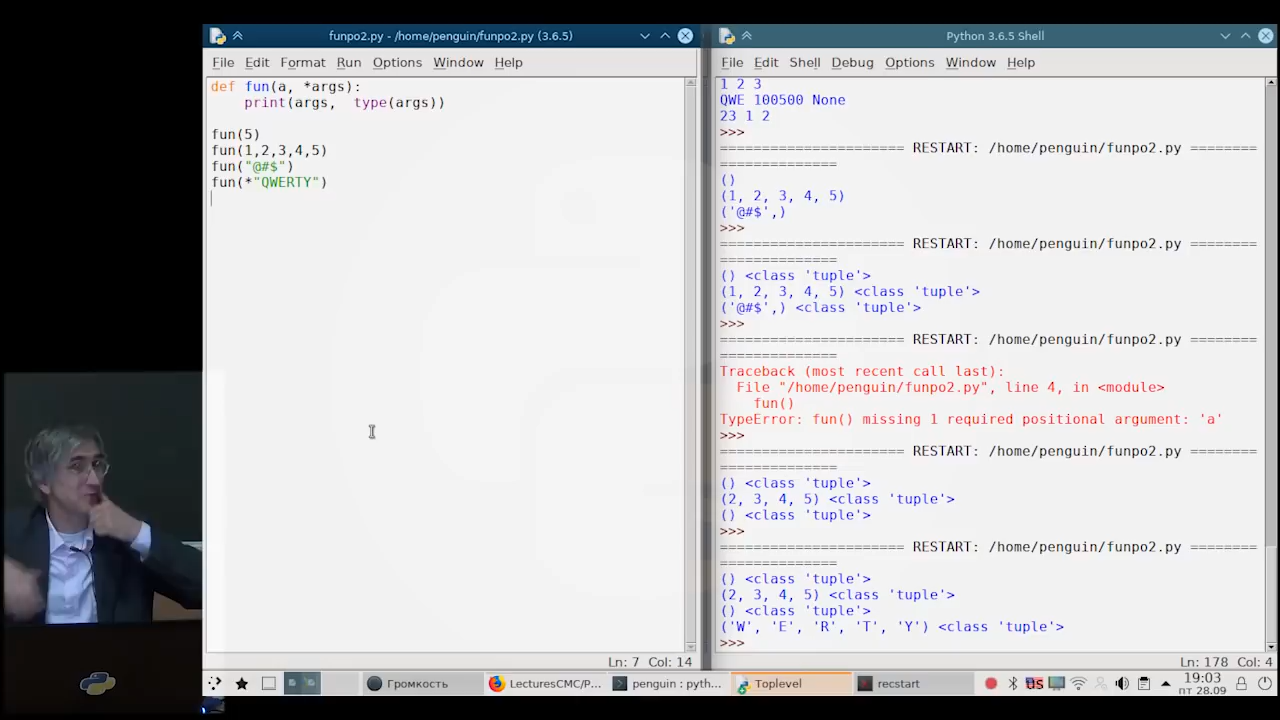 funpo2.py - /home/penguin/funpo2.py (3.6.5)
File Edit Format Run Options Window Help
def fun(a, *args):
    print(args,  type(args))
fun(5)
fun(1,2,3,4,5)
fun("@#$")
fun(*"QWERTY")
Ln: 7 Col: 14
Python 3.6.5 Shell
File Edit Shell Debug Options Window Help
1 2 3
QWE 100500 None
23 1 2
>>>
====================== RESTART: /home/penguin/funpo2.py ========
==============
()
(1, 2, 3, 4, 5)
('@#$',)
>>>
====================== RESTART: /home/penguin/funpo2.py ========
==============
() <class 'tuple'>
(1, 2, 3, 4, 5) <class 'tuple'>
('@#$',) <class 'tuple'>
>>>
====================== RESTART: /home/penguin/funpo2.py ========
==============
Traceback (most recent call last):
  File "/home/penguin/funpo2.py", line 4, in <module>
    fun()
TypeError: fun() missing 1 required positional argument: 'a'
>>>
====================== RESTART: /home/penguin/funpo2.py ========
==============
() <class 'tuple'>
(2, 3, 4, 5) <class 'tuple'>
() <class 'tuple'>
>>>
====================== RESTART: /home/penguin/funpo2.py ========
==============
() <class 'tuple'>
(2, 3, 4, 5) <class 'tuple'>
() <class 'tuple'>
('W', 'E', 'R', 'T', 'Y') <class 'tuple'>
>>>
Ln: 178 Col: 4
Громкость LecturesCMC/P... penguin : pyth... Toplevel recstart US 19:03
пт 28.09